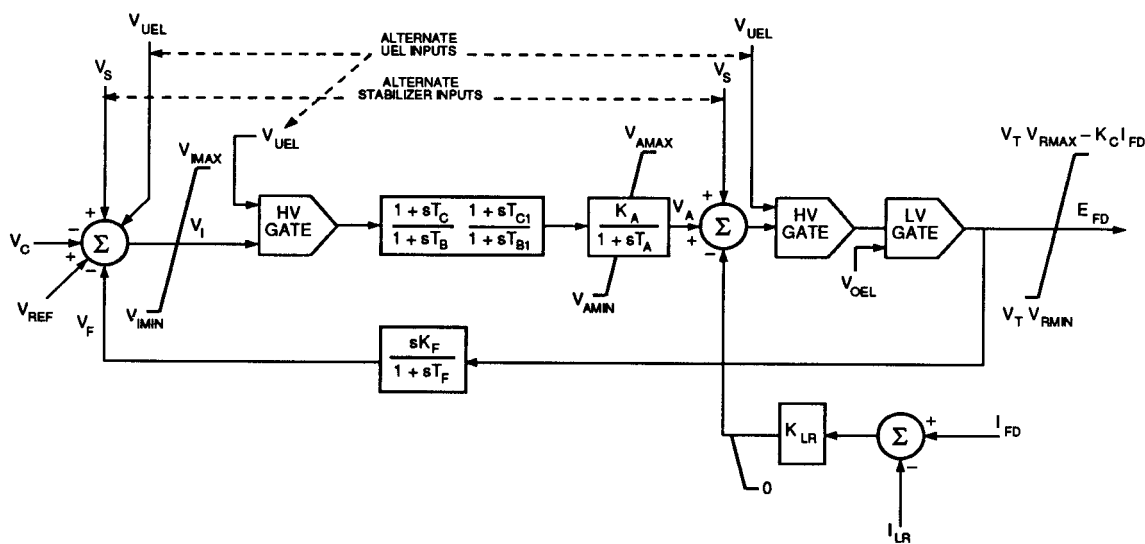 V_UEL
ALTERNATE
UEL INPUTS
V_UEL
V_S
ALTERNATE
STABILIZER INPUTS
V_S
V_IMAX
V_UEL
V_AMAX
V_T V_RMAX – K_C I_FD
+
–
V_C
+
–
Σ
V_I
HV
GATE
1 + sT_C
1 + sT_B
1 + sT_C1
1 + sT_B1
K_A
1 + sT_A
V_A
+
+
–
Σ
HV
GATE
LV
GATE
E_FD
V_REF
V_F
V_IMIN
V_AMIN
V_OEL
V_T V_RMIN
sK_F
1 + sT_F
K_LR
Σ
+
–
I_FD
0
I_LR